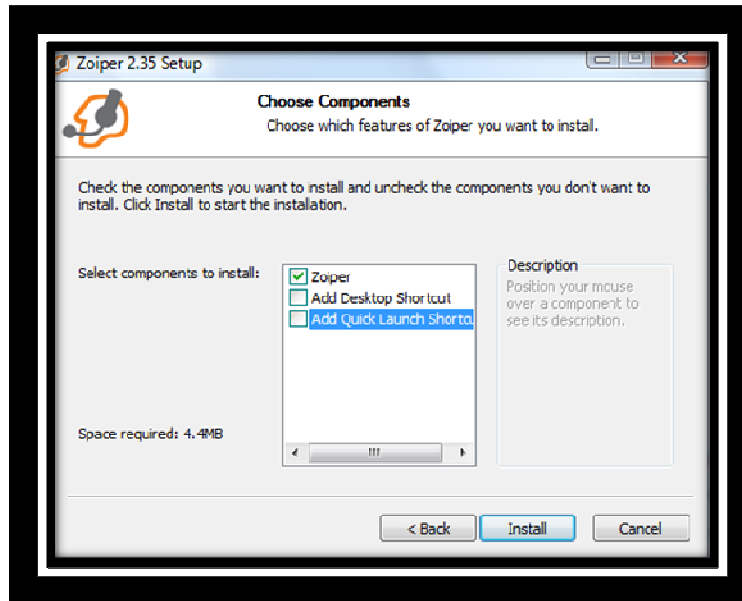 Zoiper 2.35 Setup
Choose Components
Choose which features of Zoiper you want to install.
Check the components you want to install and uncheck the components you don't want to
install. Click Install to start the installation.
Select components to install:
Zoiper
Add Desktop Shortcut
Add Quick Launch Shortcu
Description
Position your mouse
over a component to
see its description.
Space required: 4.4MB
< Back
Install
Cancel